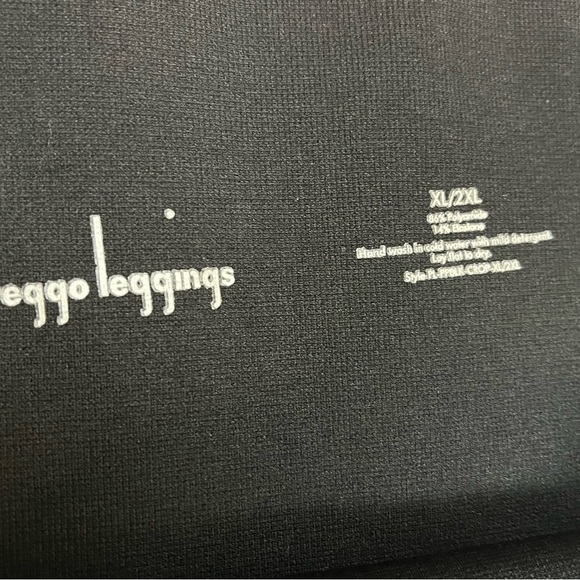 eggo leggings
XL/2XL
86% Polyamide
14% Elastane
Hand wash in cold water with mild detergent.
Lay flat to dry.
Style